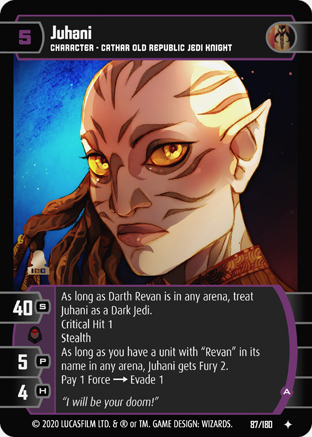 5
Juhani
CHARACTER - CATHAR OLD REPUBLIC JEDI KNIGHT
40 S
5 P
4 H
As long as Darth Revan is in any arena, treat
Juhani as a Dark Jedi.
Critical Hit 1
Stealth
As long as you have a unit with “Revan” in its
name in any arena, Juhani gets Fury 2.
Pay 1 Force → Evade 1
“I will be your doom!”
A
© 2020 LUCASFILM LTD. & ® or TM. GAME DESIGN: WIZARDS.
87/180